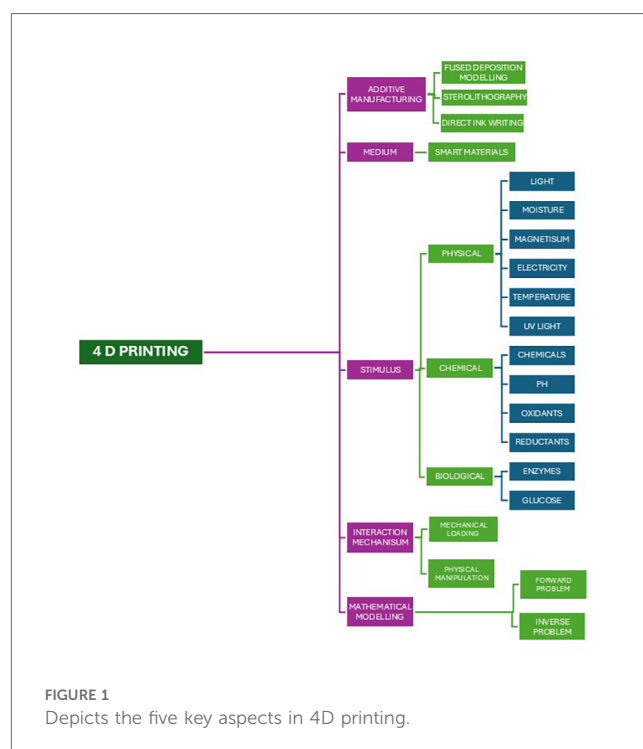 FUSED DEPOSITION
MODELLING
ADDITIVE
MANUFACTURING
STEROLITHOGRAPHY
DIRECT INK WRITING
MEDIUM
SMART MATERIALS
LIGHT
MOISTURE
PHYSICAL
MAGNETISUM
ELECTRICITY
TEMPERATURE
UV LIGHT
4 D PRINTING
STIMULUS
CHEMICAL
CHEMICALS
PH
OXIDANTS
REDUCTANTS
BIOLOGICAL
ENZYMES
GLUCOSE
INTERACTION
MECHANISUM
MECHANICAL
LOADING
PHYSICAL
MANIPULATION
MATHEMATICAL
MODELLING
FORWARD
PROBLEM
INVERSE
PROBLEM
FIGURE 1
Depicts the five key aspects in 4D printing.